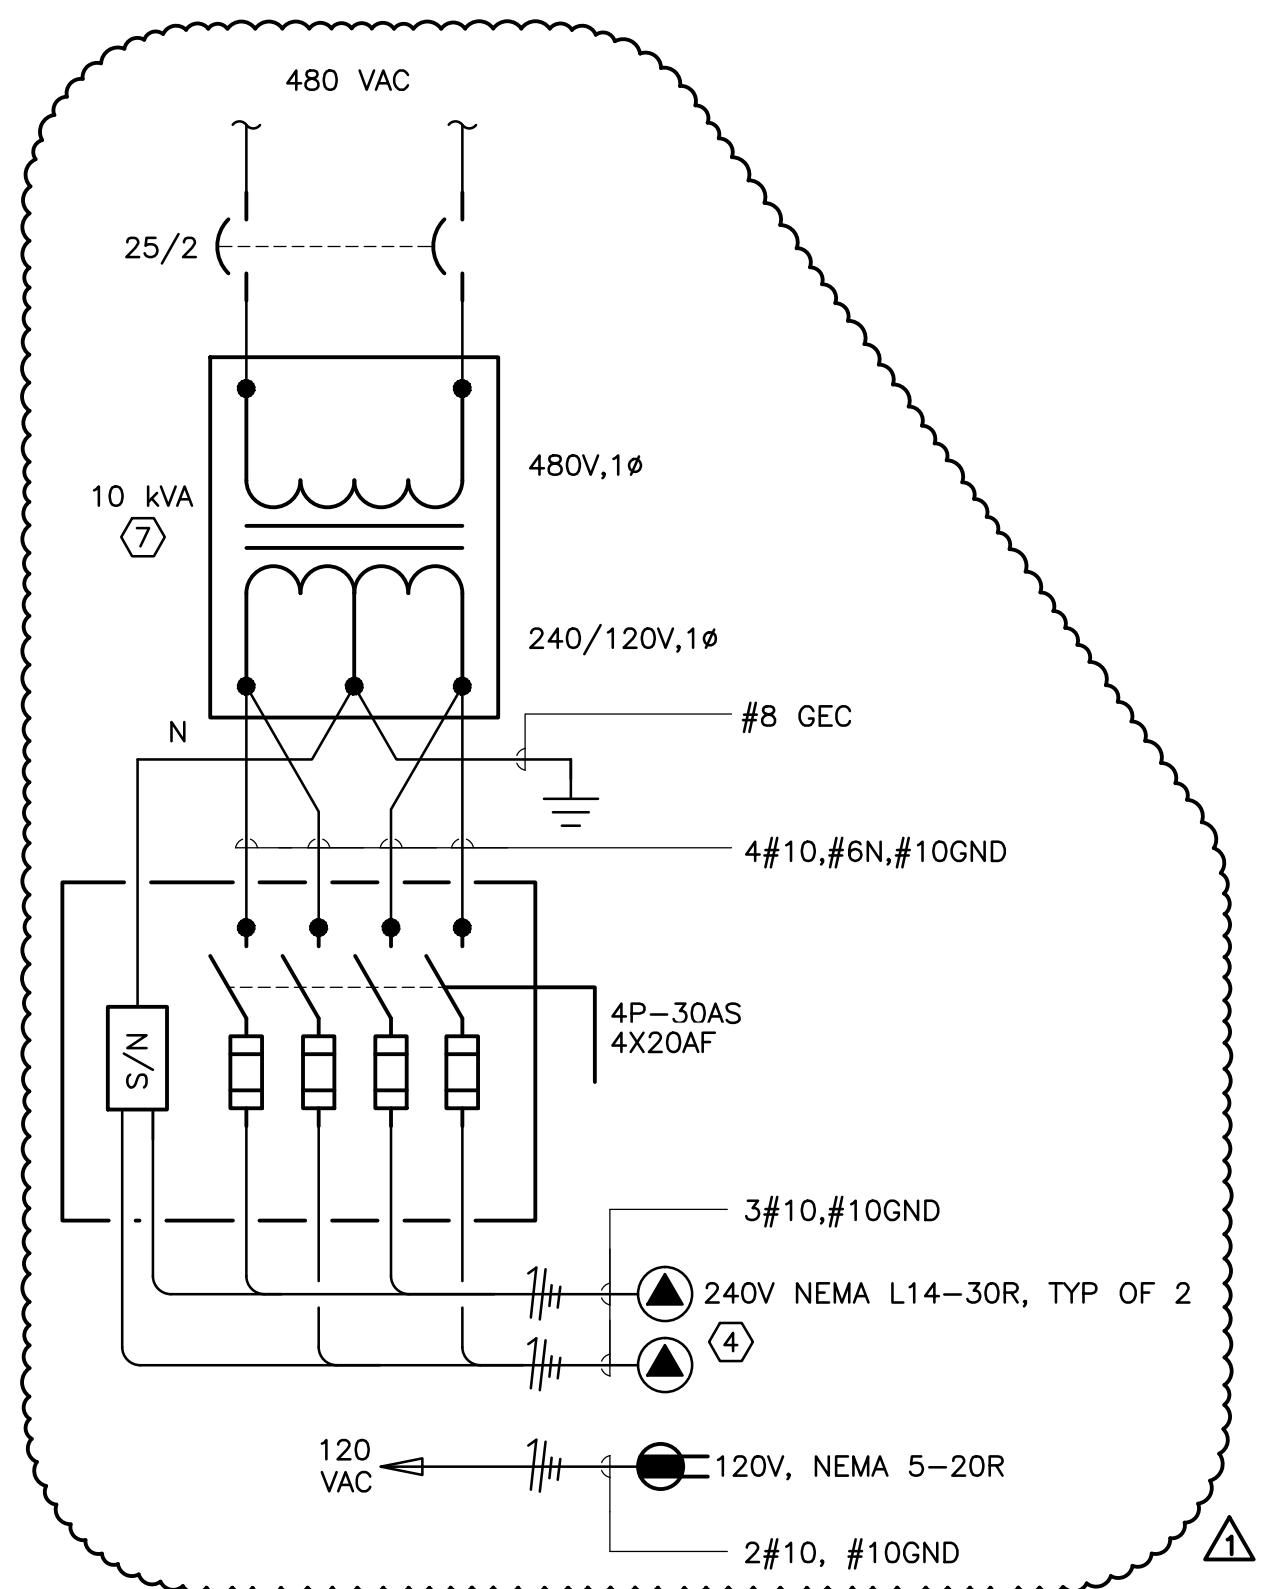 480 VAC
25/2
480V,1ø
10 kVA
7
240/120V,1ø
N
#8 GEC
4#10,#6N,#10GND
S/N
4P-30AS
4X20AF
3#10,#10GND
240V NEMA L14-30R, TYP OF 2
4
120
VAC
120V, NEMA 5-20R
2#10, #10GND
1